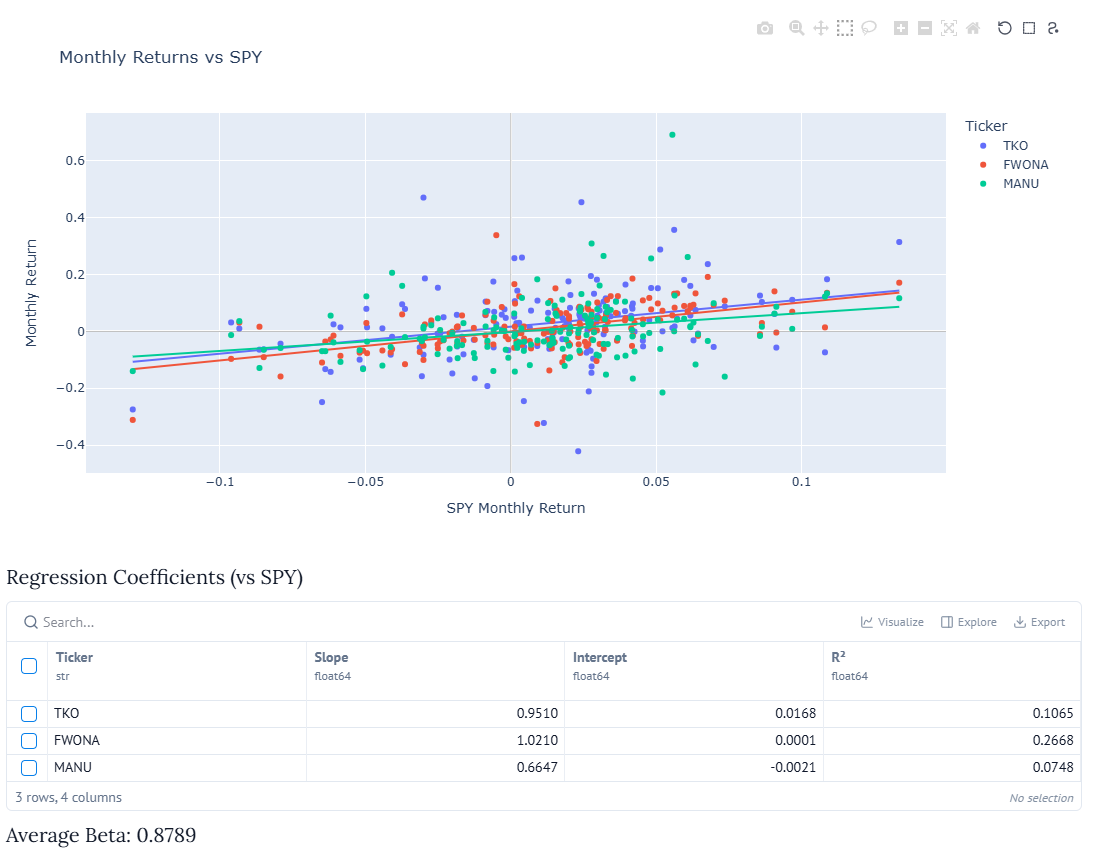 Monthly Returns vs SPY
Ticker
TKO
FWONA
MANU
Monthly Return
0.6
0.4
0.2
0
−0.2
−0.4
−0.1
−0.05
0
0.05
0.1
SPY Monthly Return
Regression Coefficients (vs SPY)
Search...
Visualize
Explore
Export
Ticker Slope Intercept R²
str float64 float64 float64
TKO 0.9510 0.0168 0.1065
FWONA 1.0210 0.0001 0.2668
MANU 0.6647 -0.0021 0.0748
3 rows, 4 columns
No selection
Average Beta: 0.8789